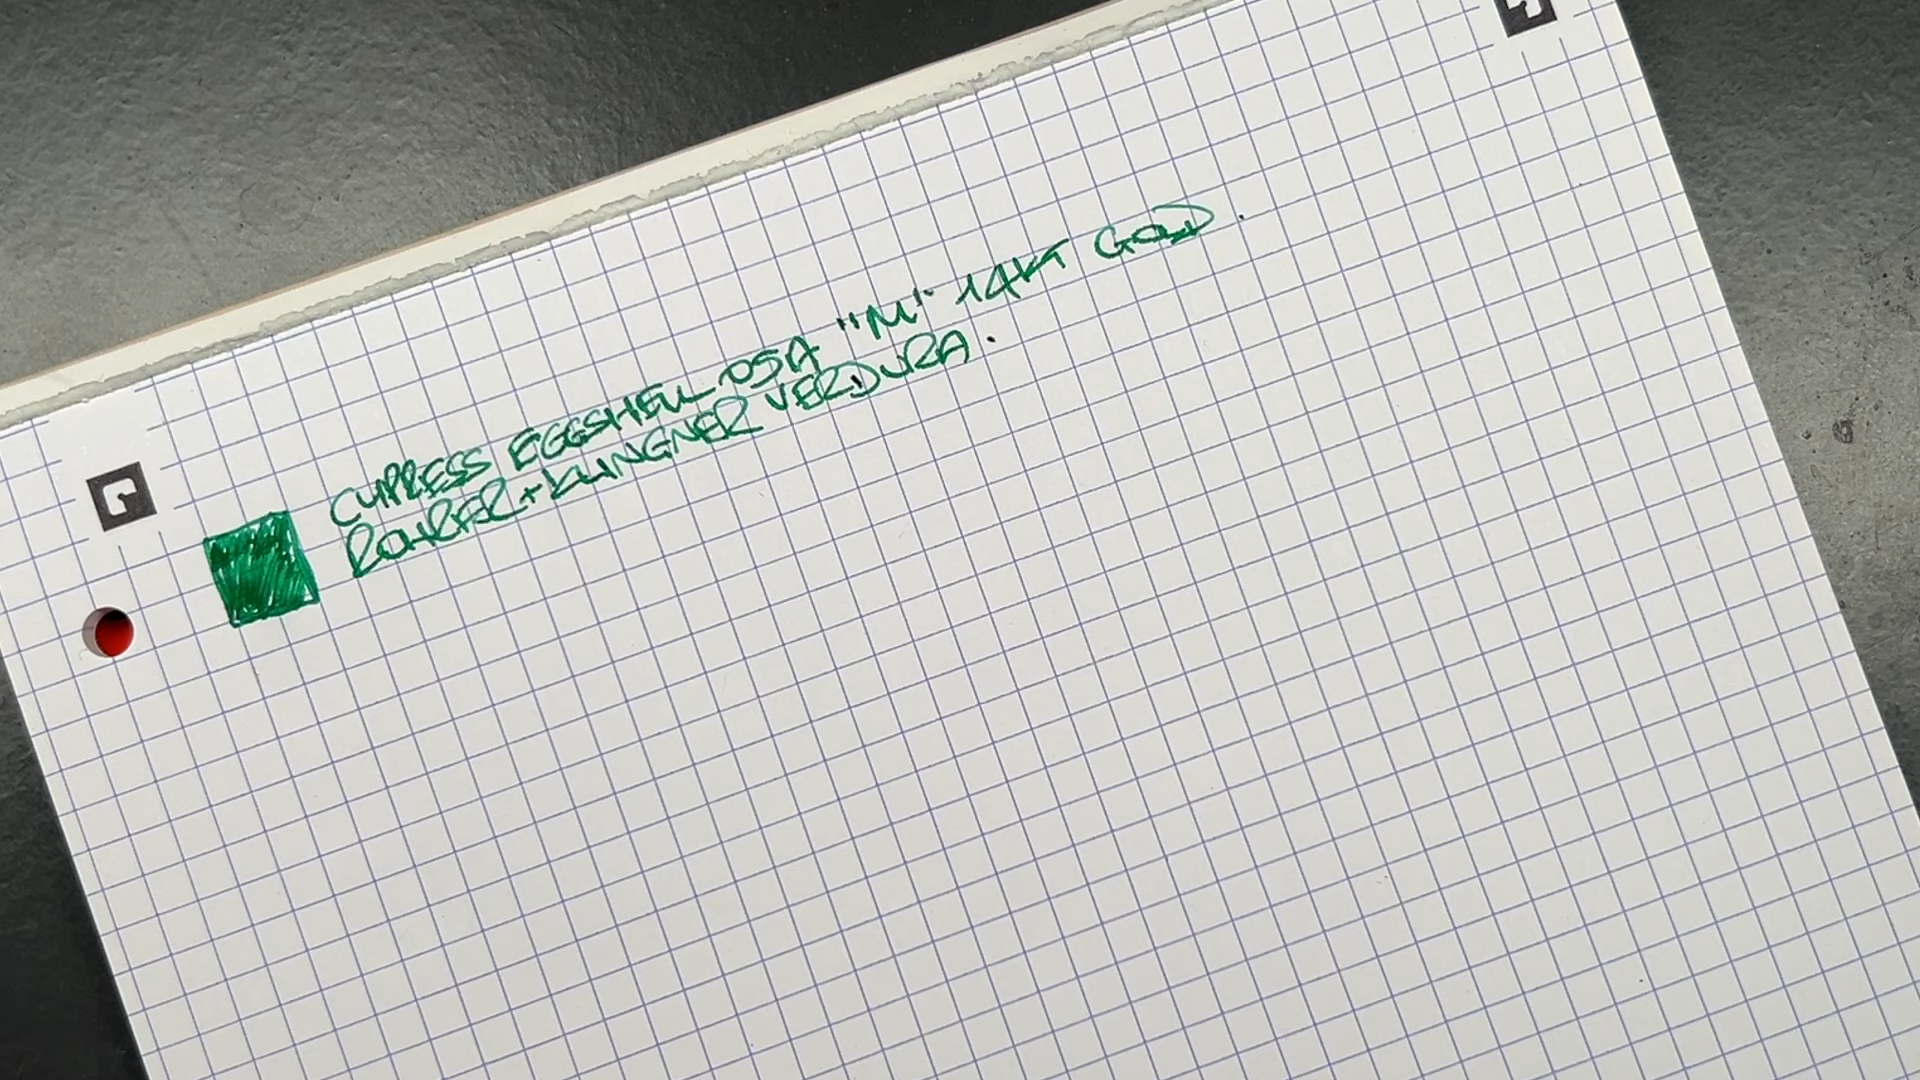 CYPRESS EGGSHELL OSA "M" 14KT GOLD.
ROHRER+KLINGNER VERDURA.